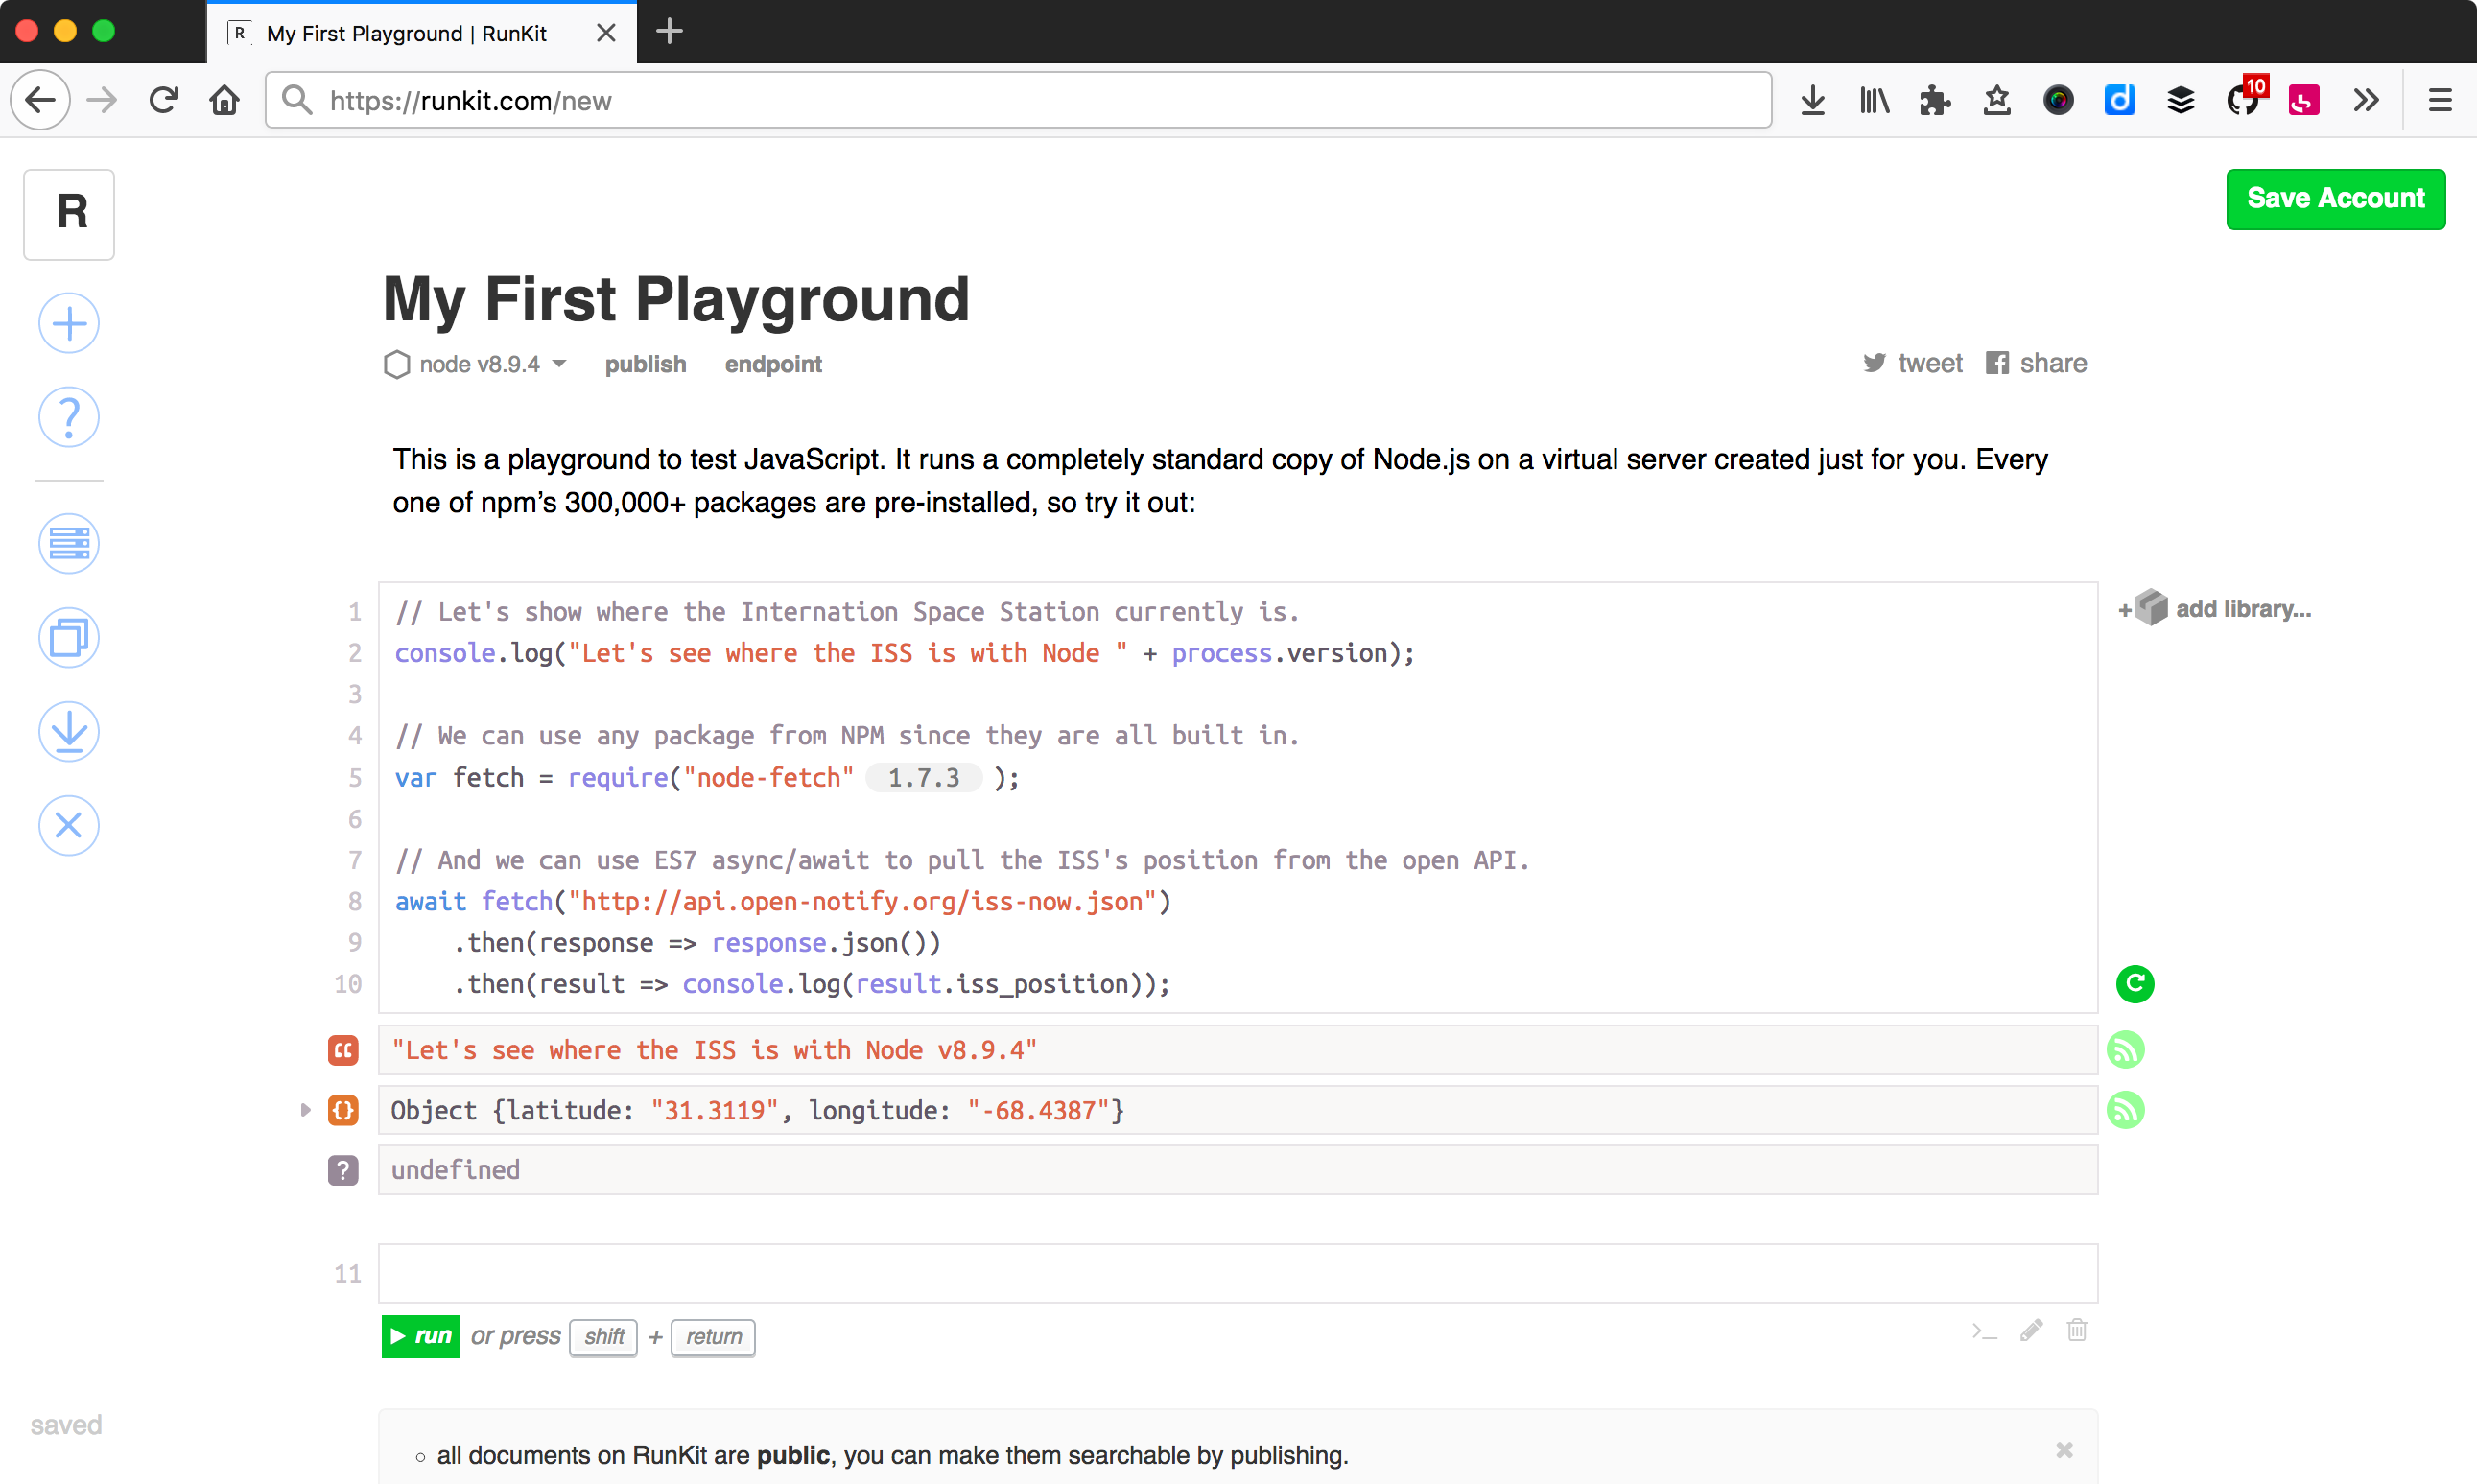 R My First Playground | RunKit
https://runkit.com/new
10
R
Save Account
My First Playground
node v8.9.4 publish endpoint
tweet share
This is a playground to test JavaScript. It runs a completely standard copy of Node.js on a virtual server created just for you. Every
one of npm’s 300,000+ packages are pre-installed, so try it out:
1 // Let's show where the Internation Space Station currently is.
+ add library...
2 console.log("Let's see where the ISS is with Node " + process.version);
3
4 // We can use any package from NPM since they are all built in.
5 var fetch = require("node-fetch" 1.7.3 );
6
7 // And we can use ES7 async/await to pull the ISS's position from the open API.
8 await fetch("http://api.open-notify.org/iss-now.json")
9 .then(response => response.json())
10 .then(result => console.log(result.iss_position));
"Let's see where the ISS is with Node v8.9.4"
{} Object {latitude: "31.3119", longitude: "-68.4387"}
? undefined
11
run or press shift + return
saved
all documents on RunKit are public, you can make them searchable by publishing.